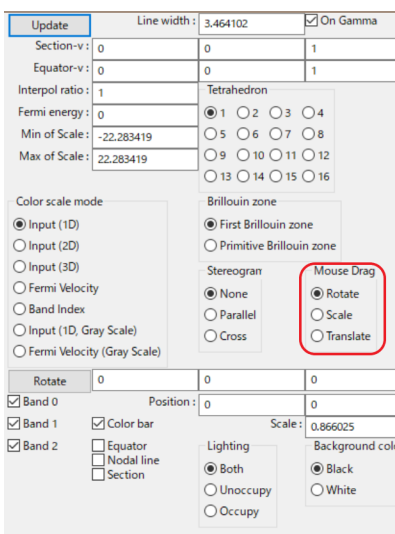 Update Line width : 3.464102 On Gamma
Section-v : 0 0 1
Equator-v : 0 0 1
Interpol ratio : 1
Fermi energy : 0
Min of Scale : -22.283419
Max of Scale : 22.283419
Tetrahedron
1 2 3 4
5 6 7 8
9 10 11 12
13 14 15 16
Color scale mode
Input (1D)
Input (2D)
Input (3D)
Fermi Velocity
Band Index
Input (1D, Gray Scale)
Fermi Velocity (Gray Scale)
Brillouin zone
First Brillouin zone
Primitive Brillouin zone
Stereogram
None
Parallel
Cross
Mouse Drag
Rotate
Scale
Translate
Rotate 0 0 0
Band 0 Position : 0 0
Band 1 Color bar Scale : 0.866025
Band 2 Equator
Nodal line
Section
Lighting
Both
Unoccupy
Occupy
Background col
Black
White